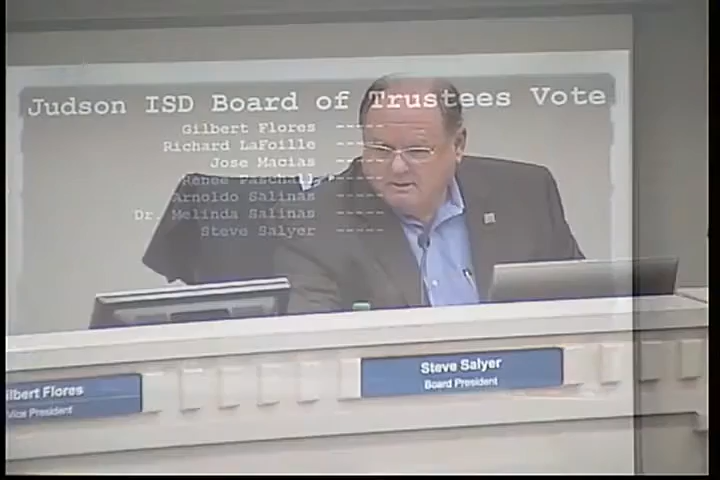 Judson ISD Board of Trustees Vote
Gilbert Flores -----
Richard LaFoille -----
Jose Macias -----
Renee Paschall -----
Arnoldo Salinas -----
Dr. Melinda Salinas -----
Steve Salyer -----
ilbert Flores
Vice President
Steve Salyer
Board President